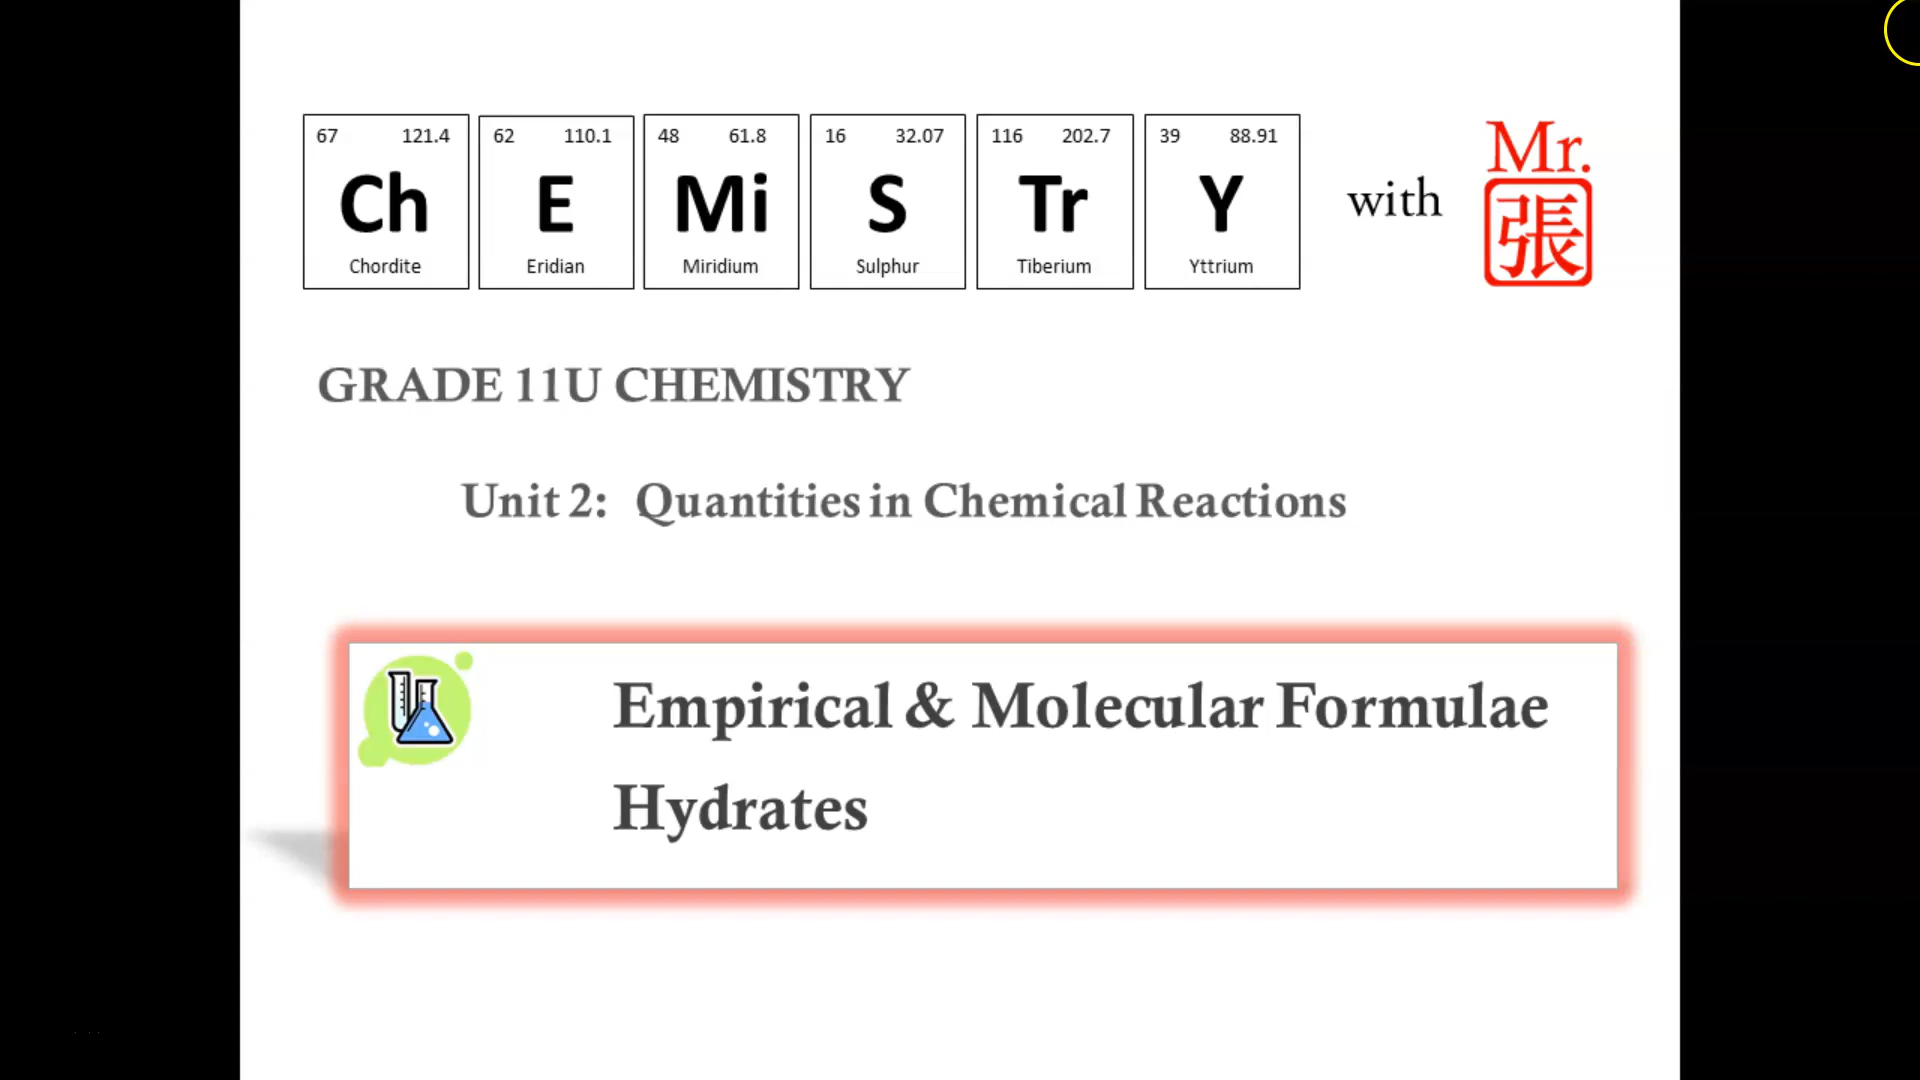 67 121.4 62 110.1 48 61.8 16 32.07 116 202.7 39 88.91
Ch E Mi S Tr Y with Mr. 張
Chordite Eridian Miridium Sulphur Tiberium Yttrium
GRADE 11U CHEMISTRY
Unit 2: Quantities in Chemical Reactions
Empirical & Molecular Formulae
Hydrates